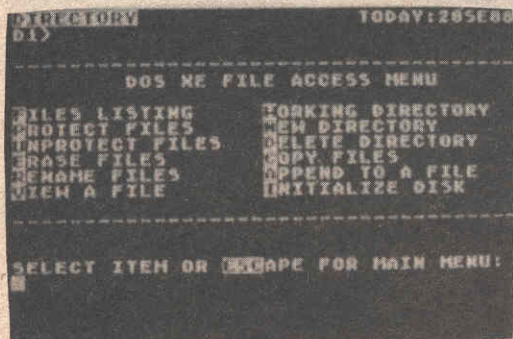 DIRECTORY TODAY:28SE88
D1>
DOS XE FILE ACCESS MENU
FILES LISTING WORKING DIRECTORY
PROTECT FILES NEW DIRECTORY
UNPROTECT FILES DELETE DIRECTORY
ERASE FILES COPY FILES
RENAME FILES APPEND TO A FILE
VIEW A FILE INITIALIZE DISK
SELECT ITEM OR ESCAPE FOR MAIN MENU: